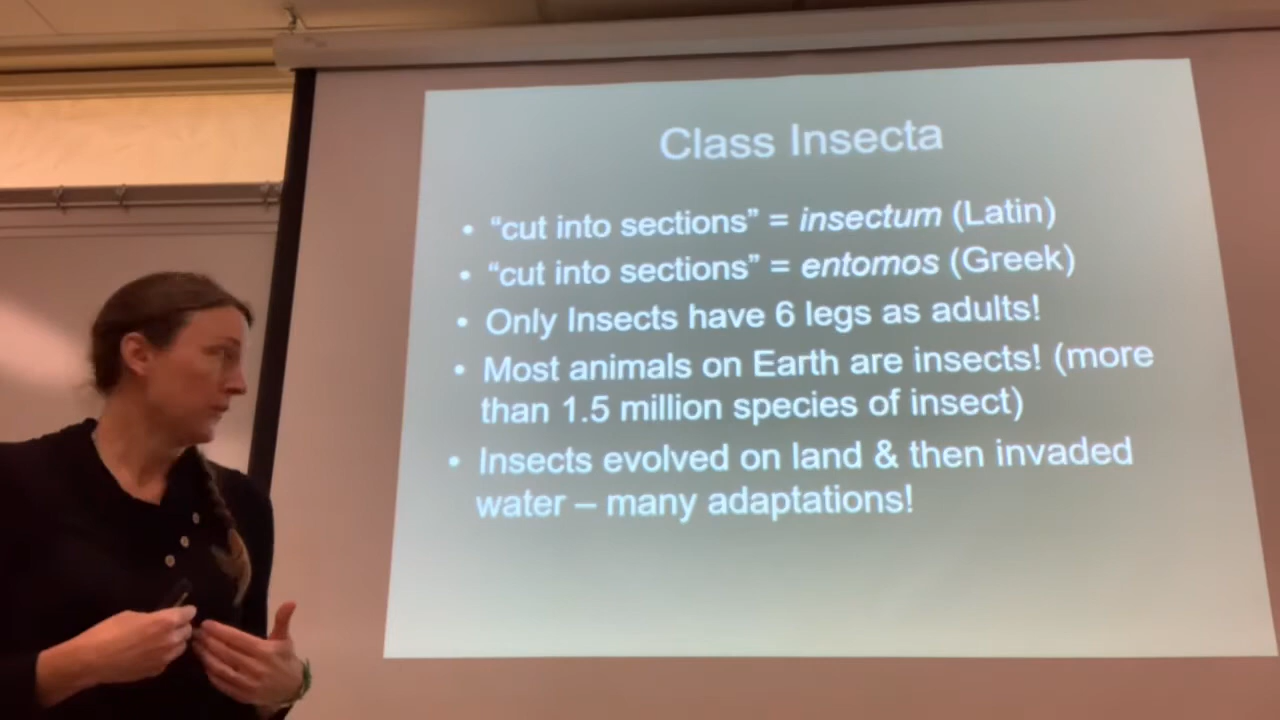 Class Insecta
• “cut into sections” = insectum (Latin)
• “cut into sections” = entomos (Greek)
• Only Insects have 6 legs as adults!
• Most animals on Earth are insects! (more
than 1.5 million species of insect)
• Insects evolved on land & then invaded
water – many adaptations!